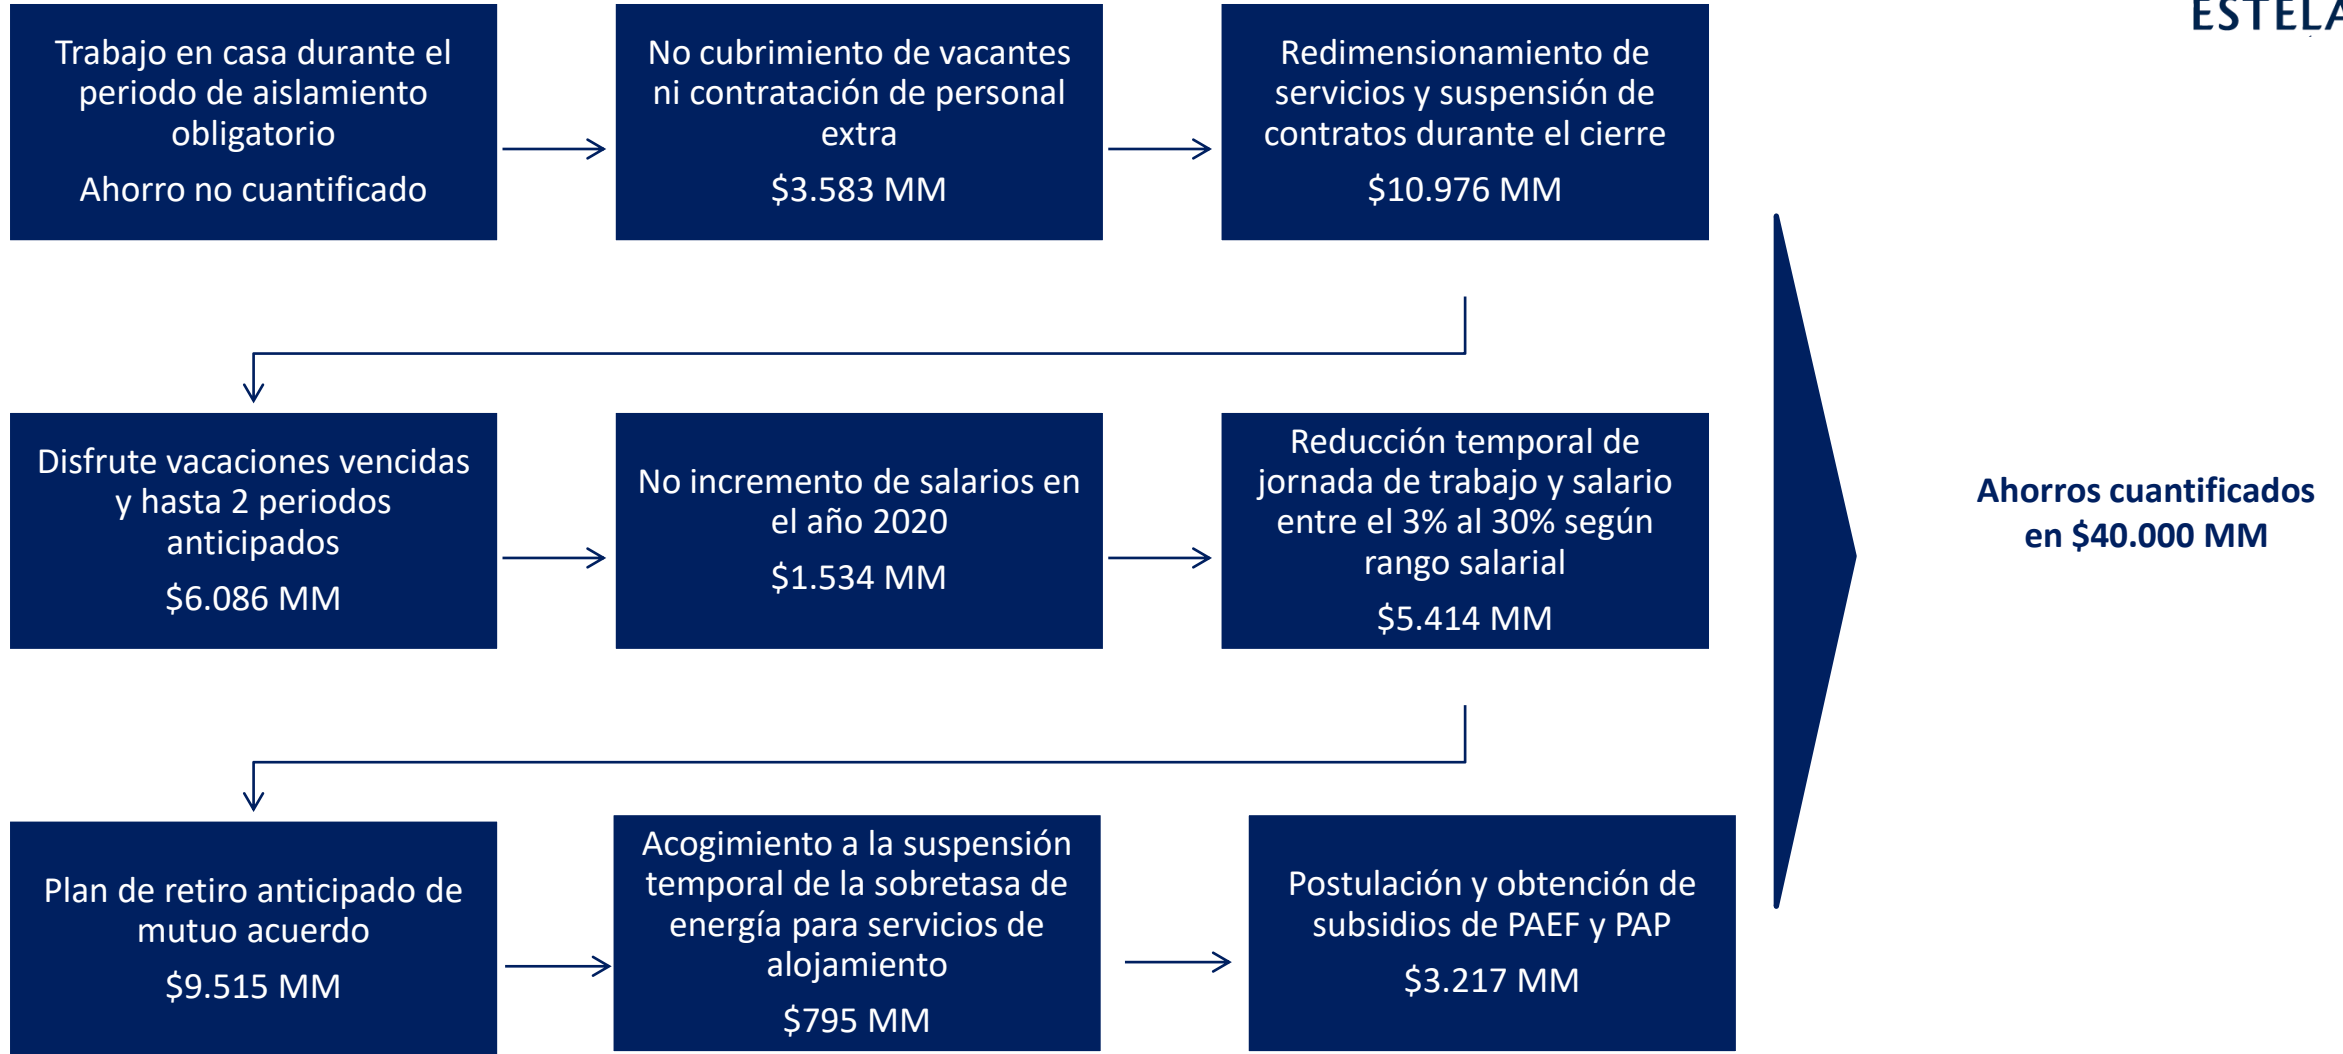 Trabajo en casa durante el
periodo de aislamiento
obligatorio
Ahorro no cuantificado
No cubrimiento de vacantes
ni contratación de personal
extra
$3.583 MM
Redimensionamiento de
servicios y suspensión de
contratos durante el cierre
$10.976 MM
Disfrute vacaciones vencidas
y hasta 2 periodos
anticipados
$6.086 MM
No incremento de salarios en
el año 2020
$1.534 MM
Reducción temporal de
jornada de trabajo y salario
entre el 3% al 30% según
rango salarial
$5.414 MM
Plan de retiro anticipado de
mutuo acuerdo
$9.515 MM
Acogimiento a la suspensión
temporal de la sobretasa de
energía para servicios de
alojamiento
$795 MM
Postulación y obtención de
subsidios de PAEF y PAP
$3.217 MM
Ahorros cuantificados
en $40.000 MM